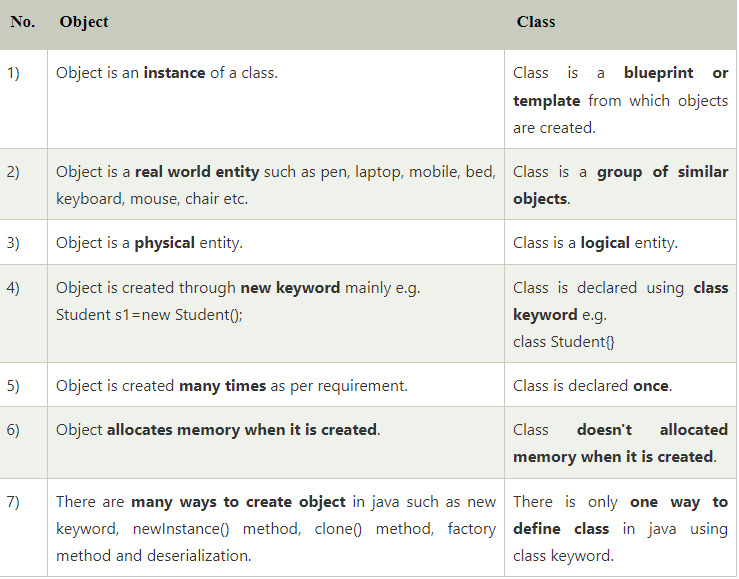 No. Object Class
1) Object is an instance of a class. Class is a blueprint or
template from which objects
are created.
2) Object is a real world entity such as pen, laptop, mobile, bed,
keyboard, mouse, chair etc.
Class is a group of similar
objects.
3) Object is a physical entity. Class is a logical entity.
4) Object is created through new keyword mainly e.g.
Student s1=new Student();
Class is declared using class
keyword e.g.
class Student{}
5) Object is created many times as per requirement. Class is declared once.
6) Object allocates memory when it is created. Class doesn't allocated
memory when it is created.
7) There are many ways to create object in java such as new
keyword, newInstance() method, clone() method, factory
method and deserialization.
There is only one way to
define class in java using
class keyword.